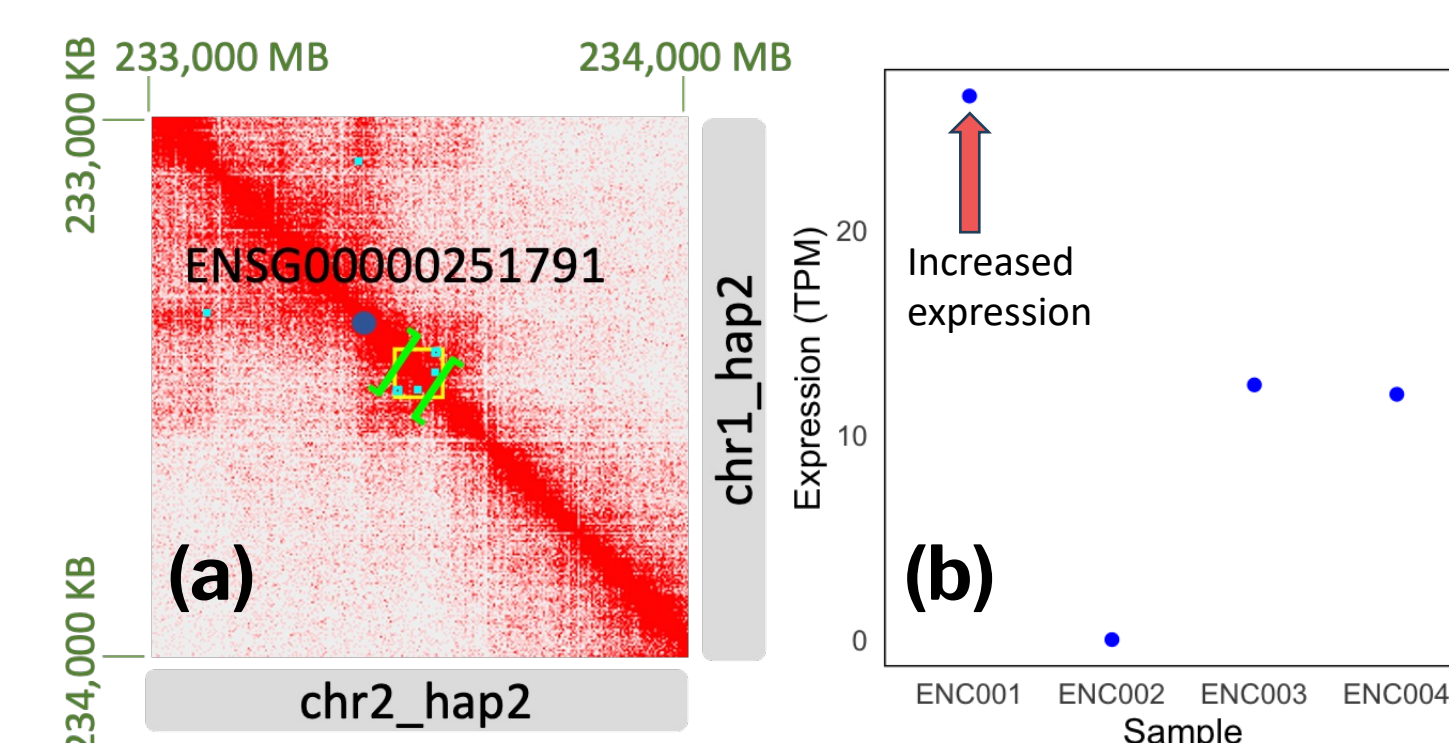 233,000 MB
234,000 MB
233,000 KB
234,000 KB
ENSG00000251791
(a)
chr1_hap2
chr2_hap2
Expression (TPM)
20
10
0
Increased
expression
(b)
ENC001
ENC002
ENC003
ENC004
Sample